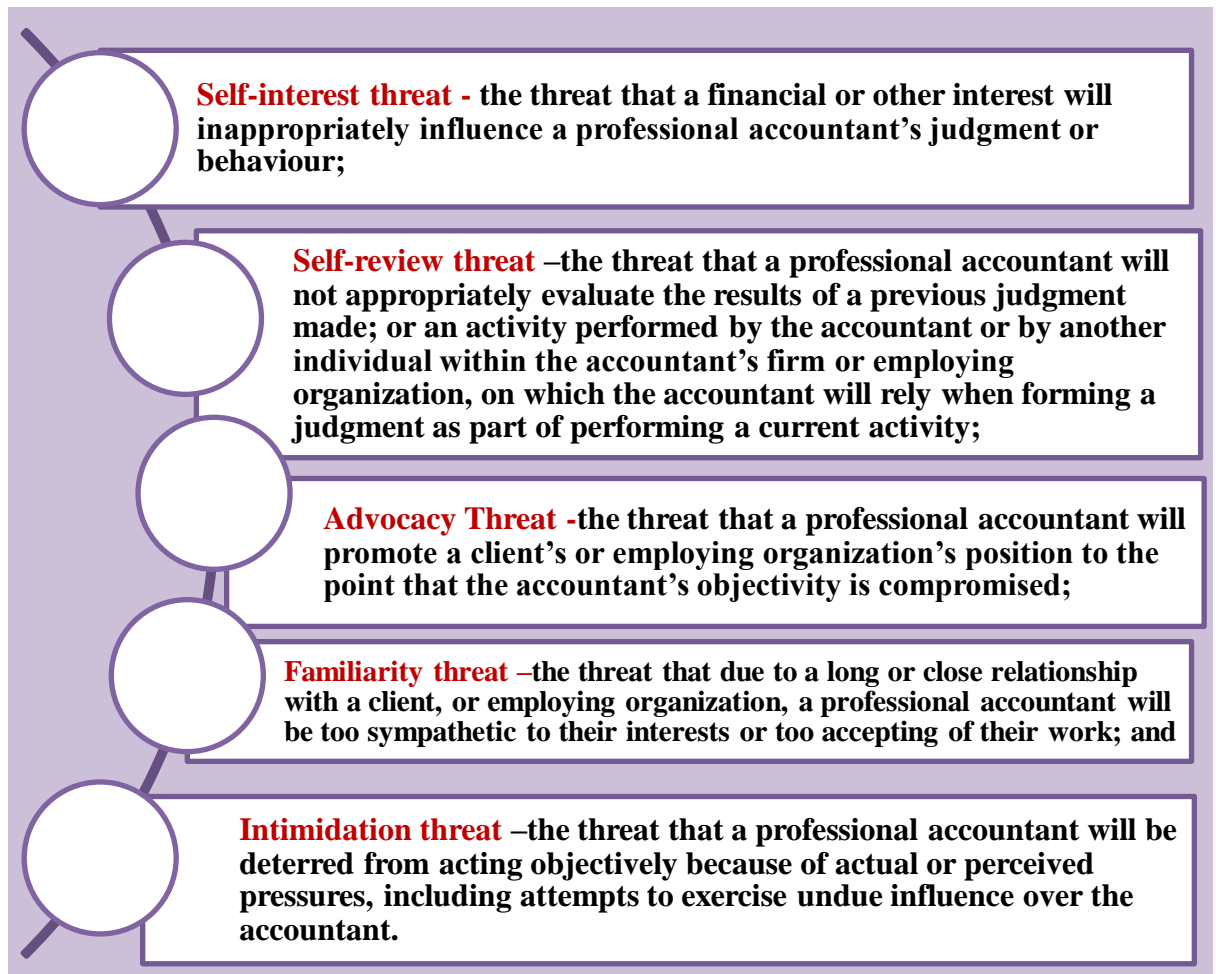 Self-interest threat - the threat that a financial or other interest will
inappropriately influence a professional accountant’s judgment or
behaviour;
Self-review threat –the threat that a professional accountant will
not appropriately evaluate the results of a previous judgment
made; or an activity performed by the accountant or by another
individual within the accountant’s firm or employing
organization, on which the accountant will rely when forming a
judgment as part of performing a current activity;
Advocacy Threat -the threat that a professional accountant will
promote a client’s or employing organization’s position to the
point that the accountant’s objectivity is compromised;
Familiarity threat –the threat that due to a long or close relationship
with a client, or employing organization, a professional accountant will
be too sympathetic to their interests or too accepting of their work; and
Intimidation threat –the threat that a professional accountant will be
deterred from acting objectively because of actual or perceived
pressures, including attempts to exercise undue influence over the
accountant.